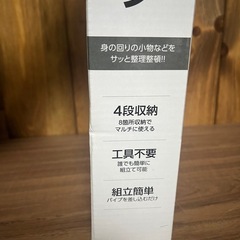 身の回りの小物などを
サッと整理整頓!!
4段収納
8箇所収納で
マルチに使える
工具不要
誰でも簡単に
組立て可能
組立簡単
パイプを差し込むだけ